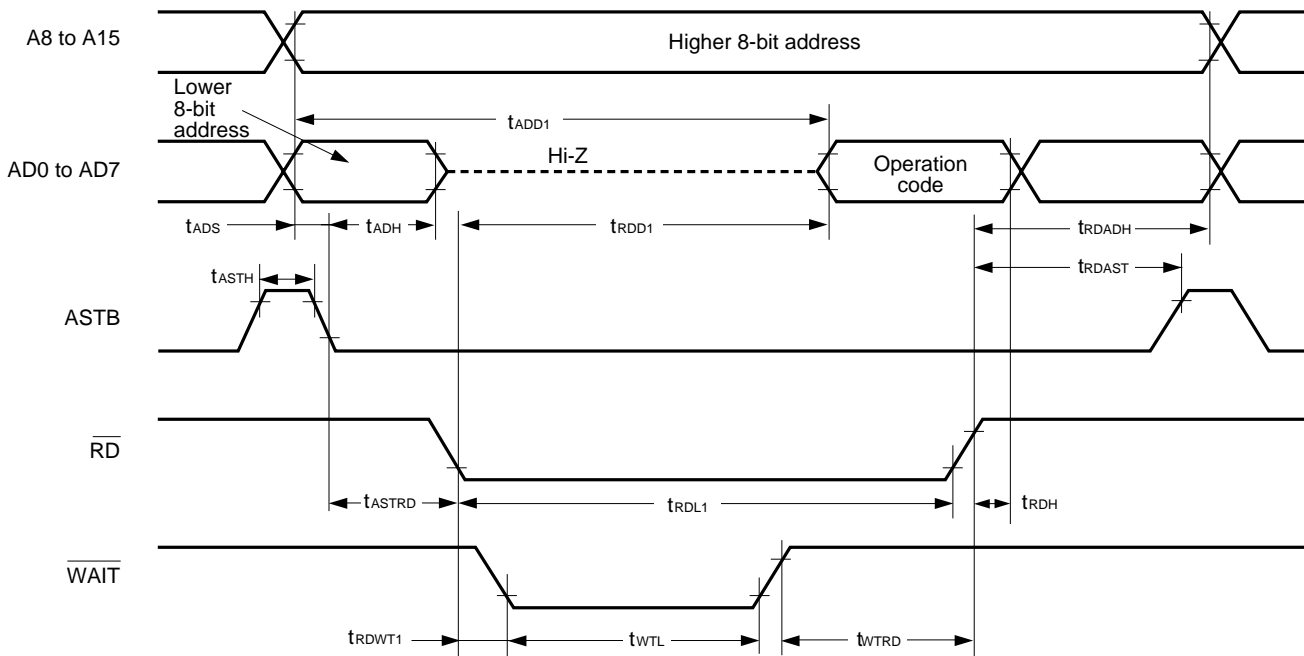 A8 to A15
Higher 8-bit address
Lower
8-bit
address
tADD1
AD0 to AD7
Hi-Z
Operation
code
tADS
tADH
tRDD1
tRDADH
tASTH
tRDAST
ASTB
RD
tASTRD
tRDL1
tRDH
WAIT
tRDWT1
tWTL
tWTRD